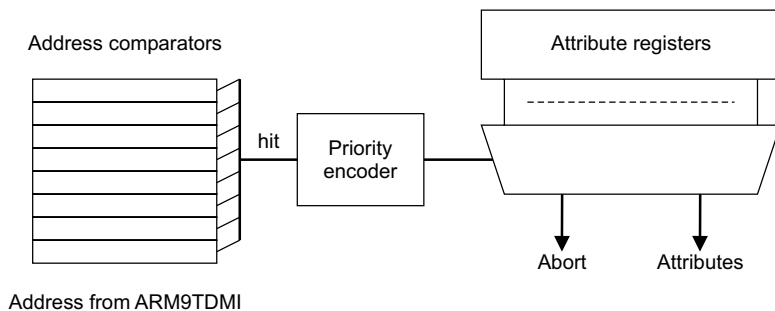 Address comparators
Attribute registers
hit
Priority
encoder
Abort
Attributes
Address from ARM9TDMI